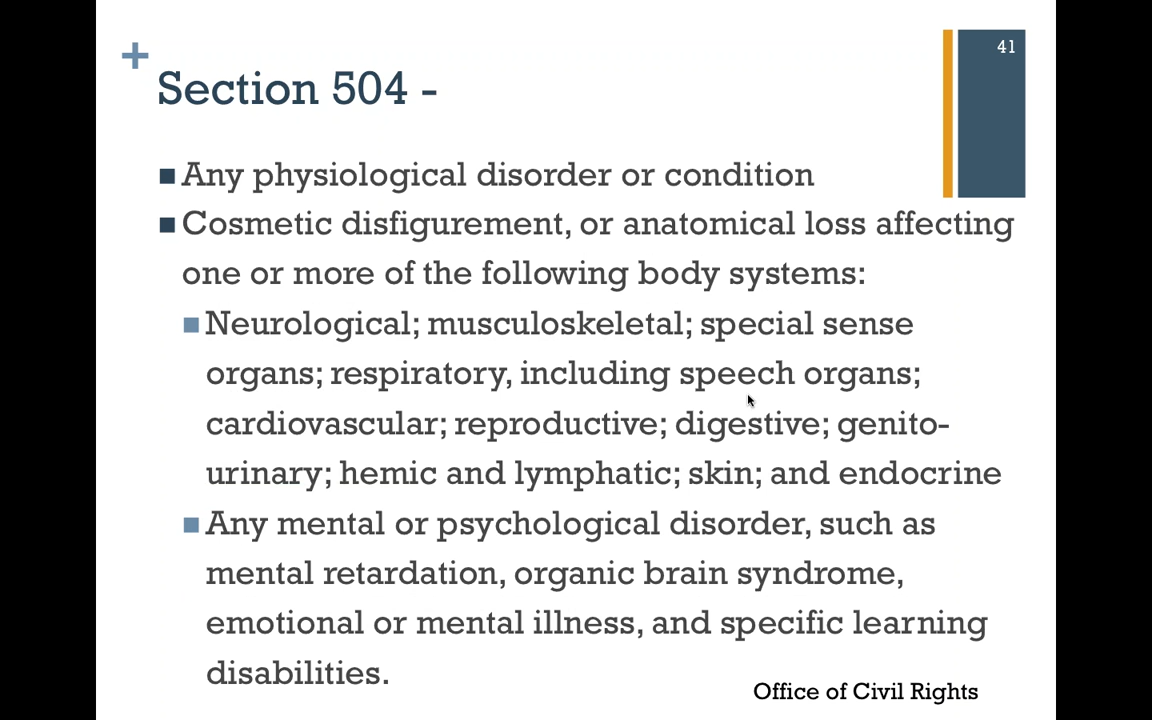 41
+
Section 504 -
Any physiological disorder or condition
Cosmetic disfigurement, or anatomical loss affecting
one or more of the following body systems:
Neurological; musculoskeletal; special sense
organs; respiratory, including speech organs;
cardiovascular; reproductive; digestive; genito-
urinary; hemic and lymphatic; skin; and endocrine
Any mental or psychological disorder, such as
mental retardation, organic brain syndrome,
emotional or mental illness, and specific learning
disabilities.
Office of Civil Rights